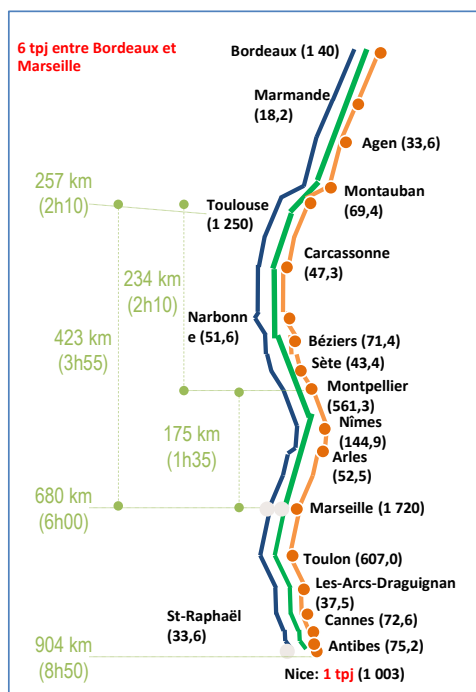 6 tpj entre Bordeaux et
Marseille
Bordeaux (1 40)
Marmande
(18,2)
Agen (33,6)
257 km
(2h10)
Toulouse
(1 250)
Montauban
(69,4)
Carcassonne
(47,3)
234 km
(2h10)
Narbonn
e (51,6)
423 km
(3h55)
Béziers (71,4)
Sète (43,4)
Montpellier
(561,3)
Nîmes
(144,9)
175 km
(1h35)
Arles
(52,5)
680 km
(6h00)
Marseille (1 720)
Toulon (607,0)
Les-Arcs-Draguignan
(37,5)
St-Raphaël
(33,6)
Cannes (72,6)
Antibes (75,2)
904 km
(8h50)
Nice: 1 tpj (1 003)